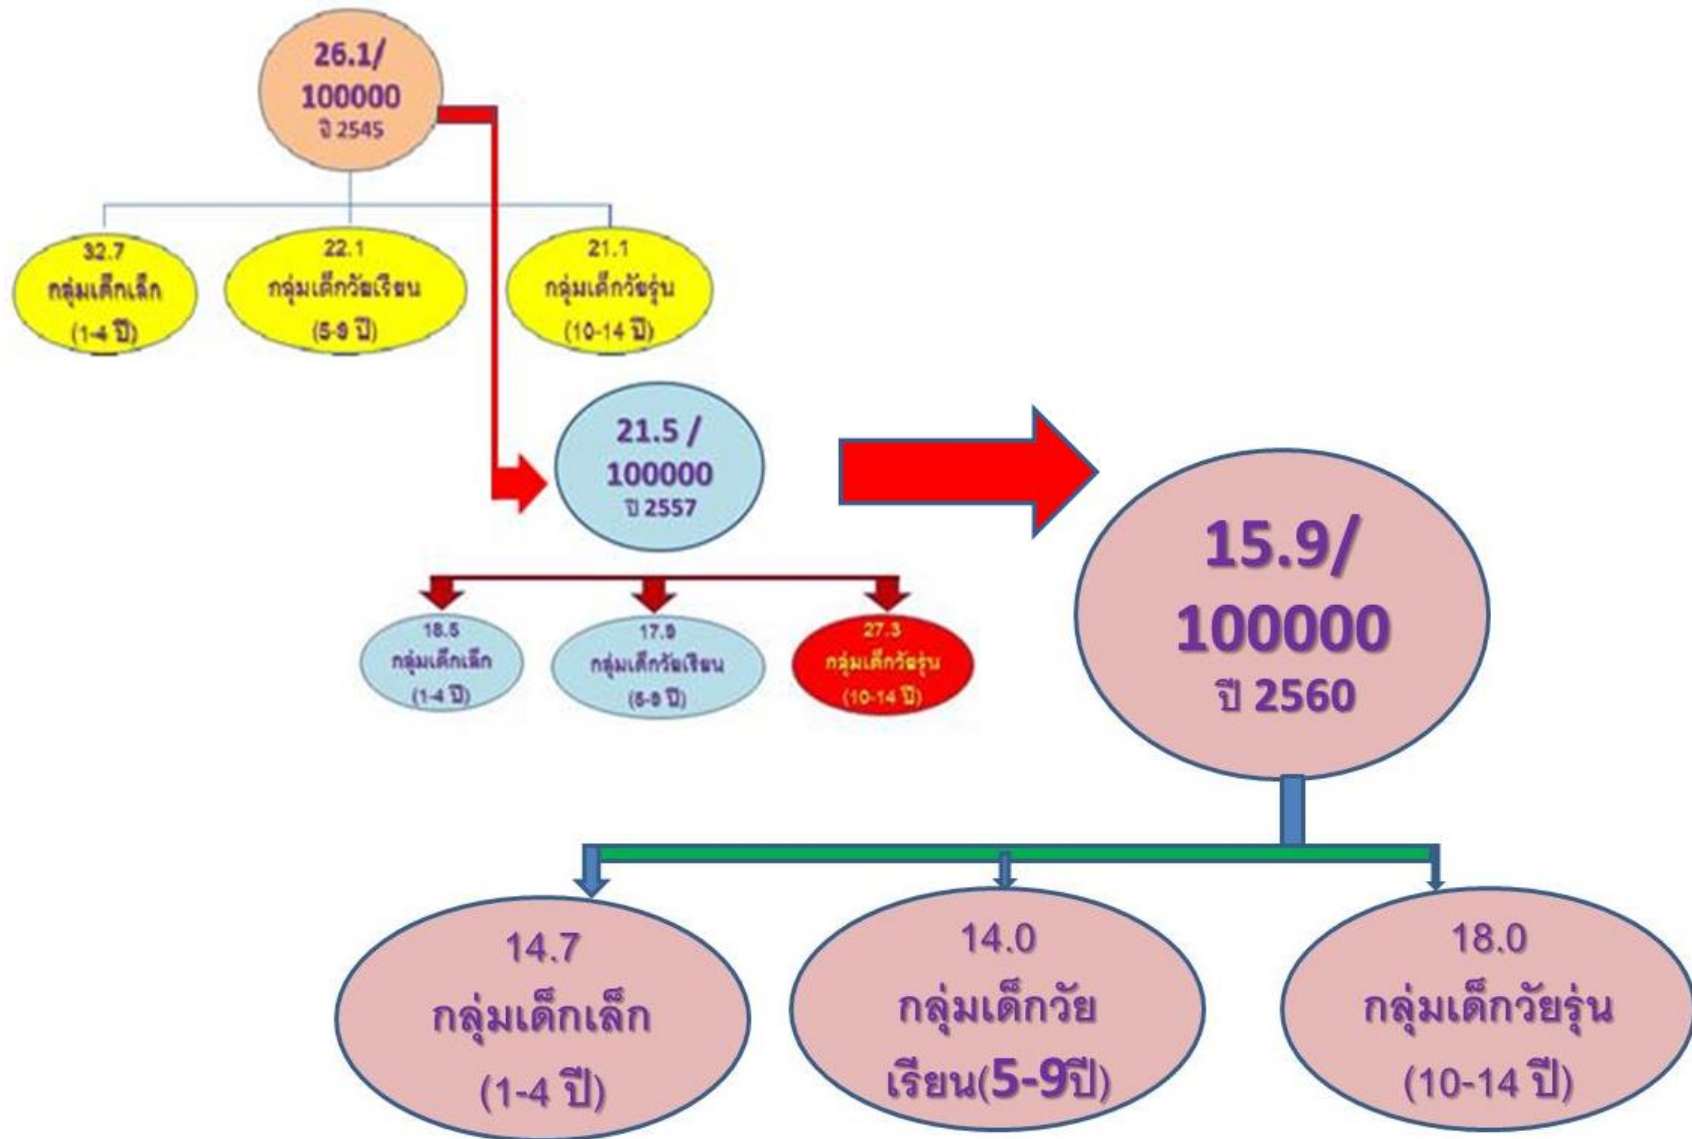 26.1/
100000
ปี 2545
32.7
กลุ่มเด็กเล็ก
(1-4 ปี)
22.1
กลุ่มเด็กวัยเรียน
(5-9 ปี)
21.1
กลุ่มเด็กวัยรุ่น
(10-14 ปี)
21.5 /
100000
ปี 2557
18.5
กลุ่มเด็กเล็ก
(1-4 ปี)
17.9
กลุ่มเด็กวัยเรียน
(5-9 ปี)
27.3
กลุ่มเด็กวัยรุ่น
(10-14 ปี)
15.9/
100000
ปี 2560
14.7
กลุ่มเด็กเล็ก
(1-4 ปี)
14.0
กลุ่มเด็กวัย
เรียน(5-9ปี)
18.0
กลุ่มเด็กวัยรุ่น
(10-14 ปี)